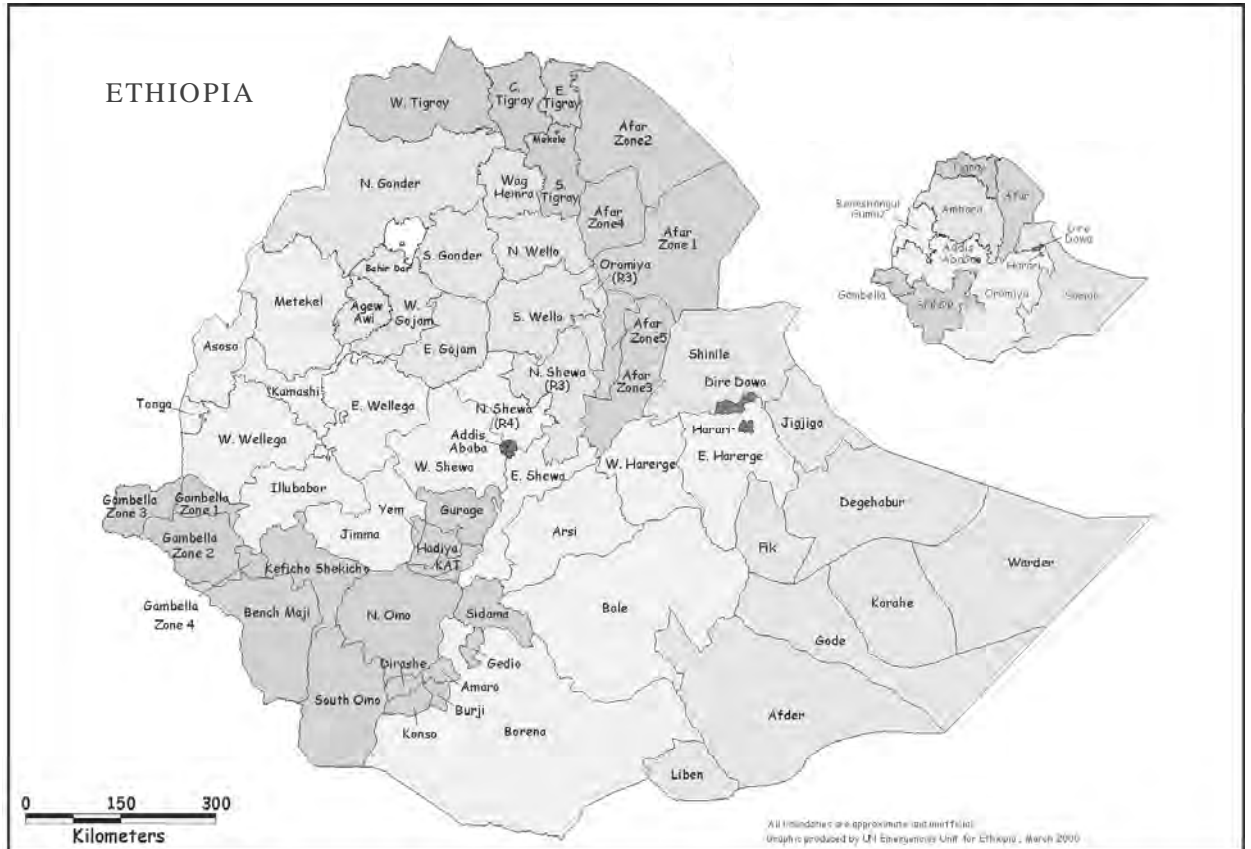 ETHIOPIA
W. Tigray
C.
Tigray
E.
Tigray
Mekele
Afar
Zone2
N. Gonder
Wag
Hemra
S.
Tigray
Afar
Zone4
Afar
Zone 1
Bahir Dar
S. Gonder
N. Wello
Oromiya
(R3)
Metekel
Agew
Awi
W.
Gojam
S. Wello
Afar
Zone5
Asosa
E. Gojam
Shinile
N. Shewa
(R3)
Afar
Zone3
Dire Dawa
Kamashi
Tonga
E. Wellega
N. Shewa
(R4)
Jigjiga
Harari
W. Wellega
Addis
Ababa
E. Harerge
W. Shewa
E. Shewa
W. Harerge
Illubabor
Gambella
Zone 3
Gambella
Zone 1
Degehabur
Yem
Gurage
Jimma
Arsi
Gambella
Zone 2
Hadiya
Fik
KAT
Keficho Shekicho
Warder
Gambella
Zone 4
Bench Maji
N. Omo
Sidama
Bale
Korahe
Gode
Gedio
Dirashe
Amaro
South Omo
Burji
Konso
Borena
Afder
Liben
Tigray
Afar
Amhara
Dire
Dawa
Addis
Ababa
Harari
Gambella
Oromiya
Somali
0 150 300
Kilometers
All boundaries are approximate and unofficial.
Graphic produced by UN Emergencies Unit for Ethiopia, March 2000